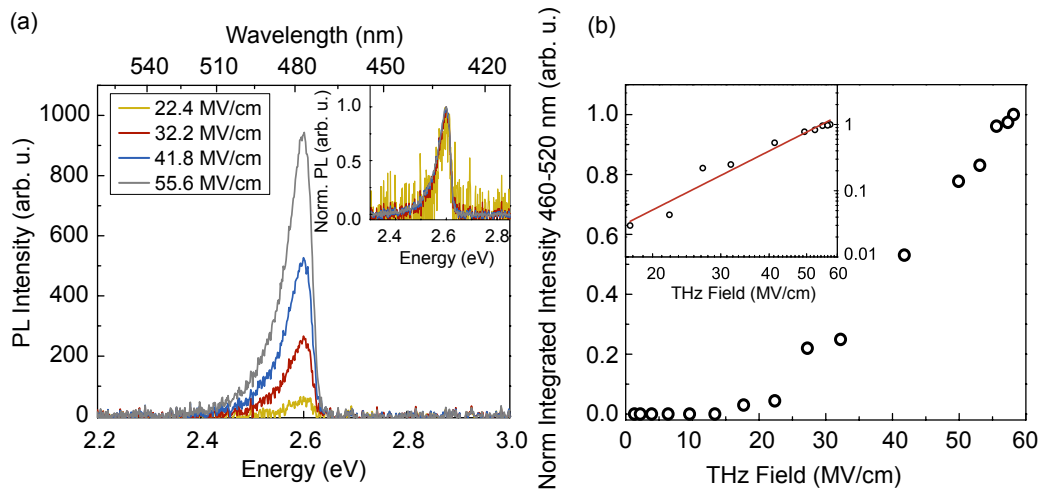 (a)
Wavelength (nm)
540 510 480 450 420
PL Intensity (arb. u.)
1000
800
600
400
200
0
22.4 MV/cm
32.2 MV/cm
41.8 MV/cm
55.6 MV/cm
Norm. PL (arb. u.)
1.0
0.5
0.0
2.4 2.6 2.8
Energy (eV)
2.2 2.4 2.6 2.8 3.0
Energy (eV)
(b)
Norm Integrated Intensity 460-520 nm (arb. u.)
1.0
0.8
0.6
0.4
0.2
0.0
1
0.1
0.01
20 30 40 50 60
THz Field (MV/cm)
0 10 20 30 40 50 60
THz Field (MV/cm)